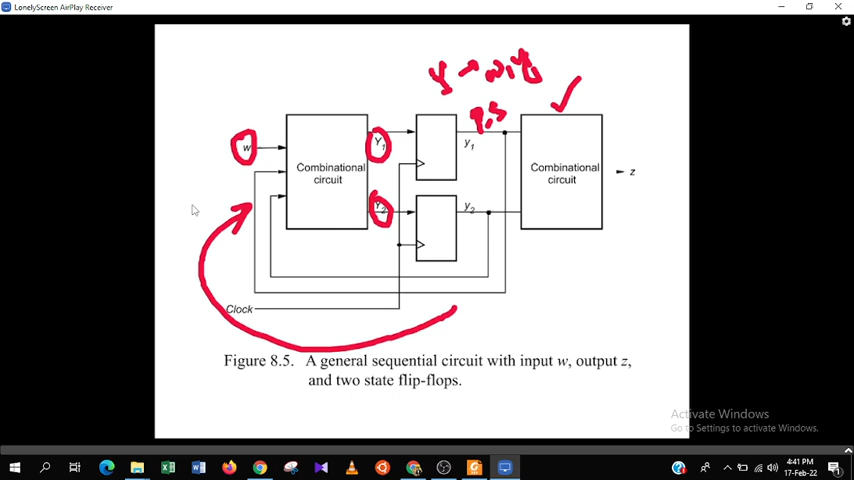 LonelyScreen AirPlay Receiver
Y → w, y
P.S
w
Y1
y1
Combinational
circuit
Combinational
circuit
z
Y2
y2
Clock
Figure 8.5. A general sequential circuit with input w, output z,
and two state flip-flops.
Activate Windows
Go to Settings to activate Windows.
4:41 PM
17-Feb-22